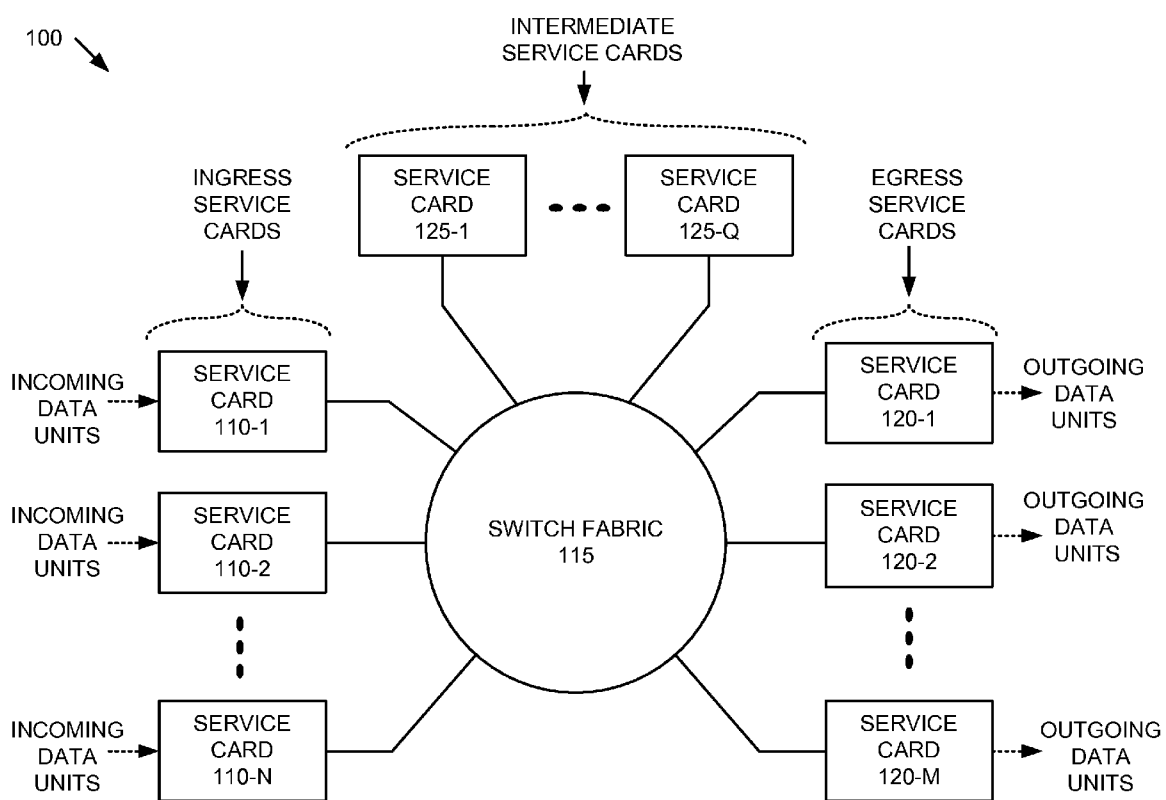 100
INTERMEDIATE
SERVICE CARDS
INGRESS
SERVICE
CARDS
SERVICE
CARD
125-1
SERVICE
CARD
125-Q
EGRESS
SERVICE
CARDS
INCOMING
DATA
UNITS
SERVICE
CARD
110-1
SERVICE
CARD
120-1
OUTGOING
DATA
UNITS
INCOMING
DATA
UNITS
SERVICE
CARD
110-2
SWITCH FABRIC
115
SERVICE
CARD
120-2
OUTGOING
DATA
UNITS
INCOMING
DATA
UNITS
SERVICE
CARD
110-N
SERVICE
CARD
120-M
OUTGOING
DATA
UNITS